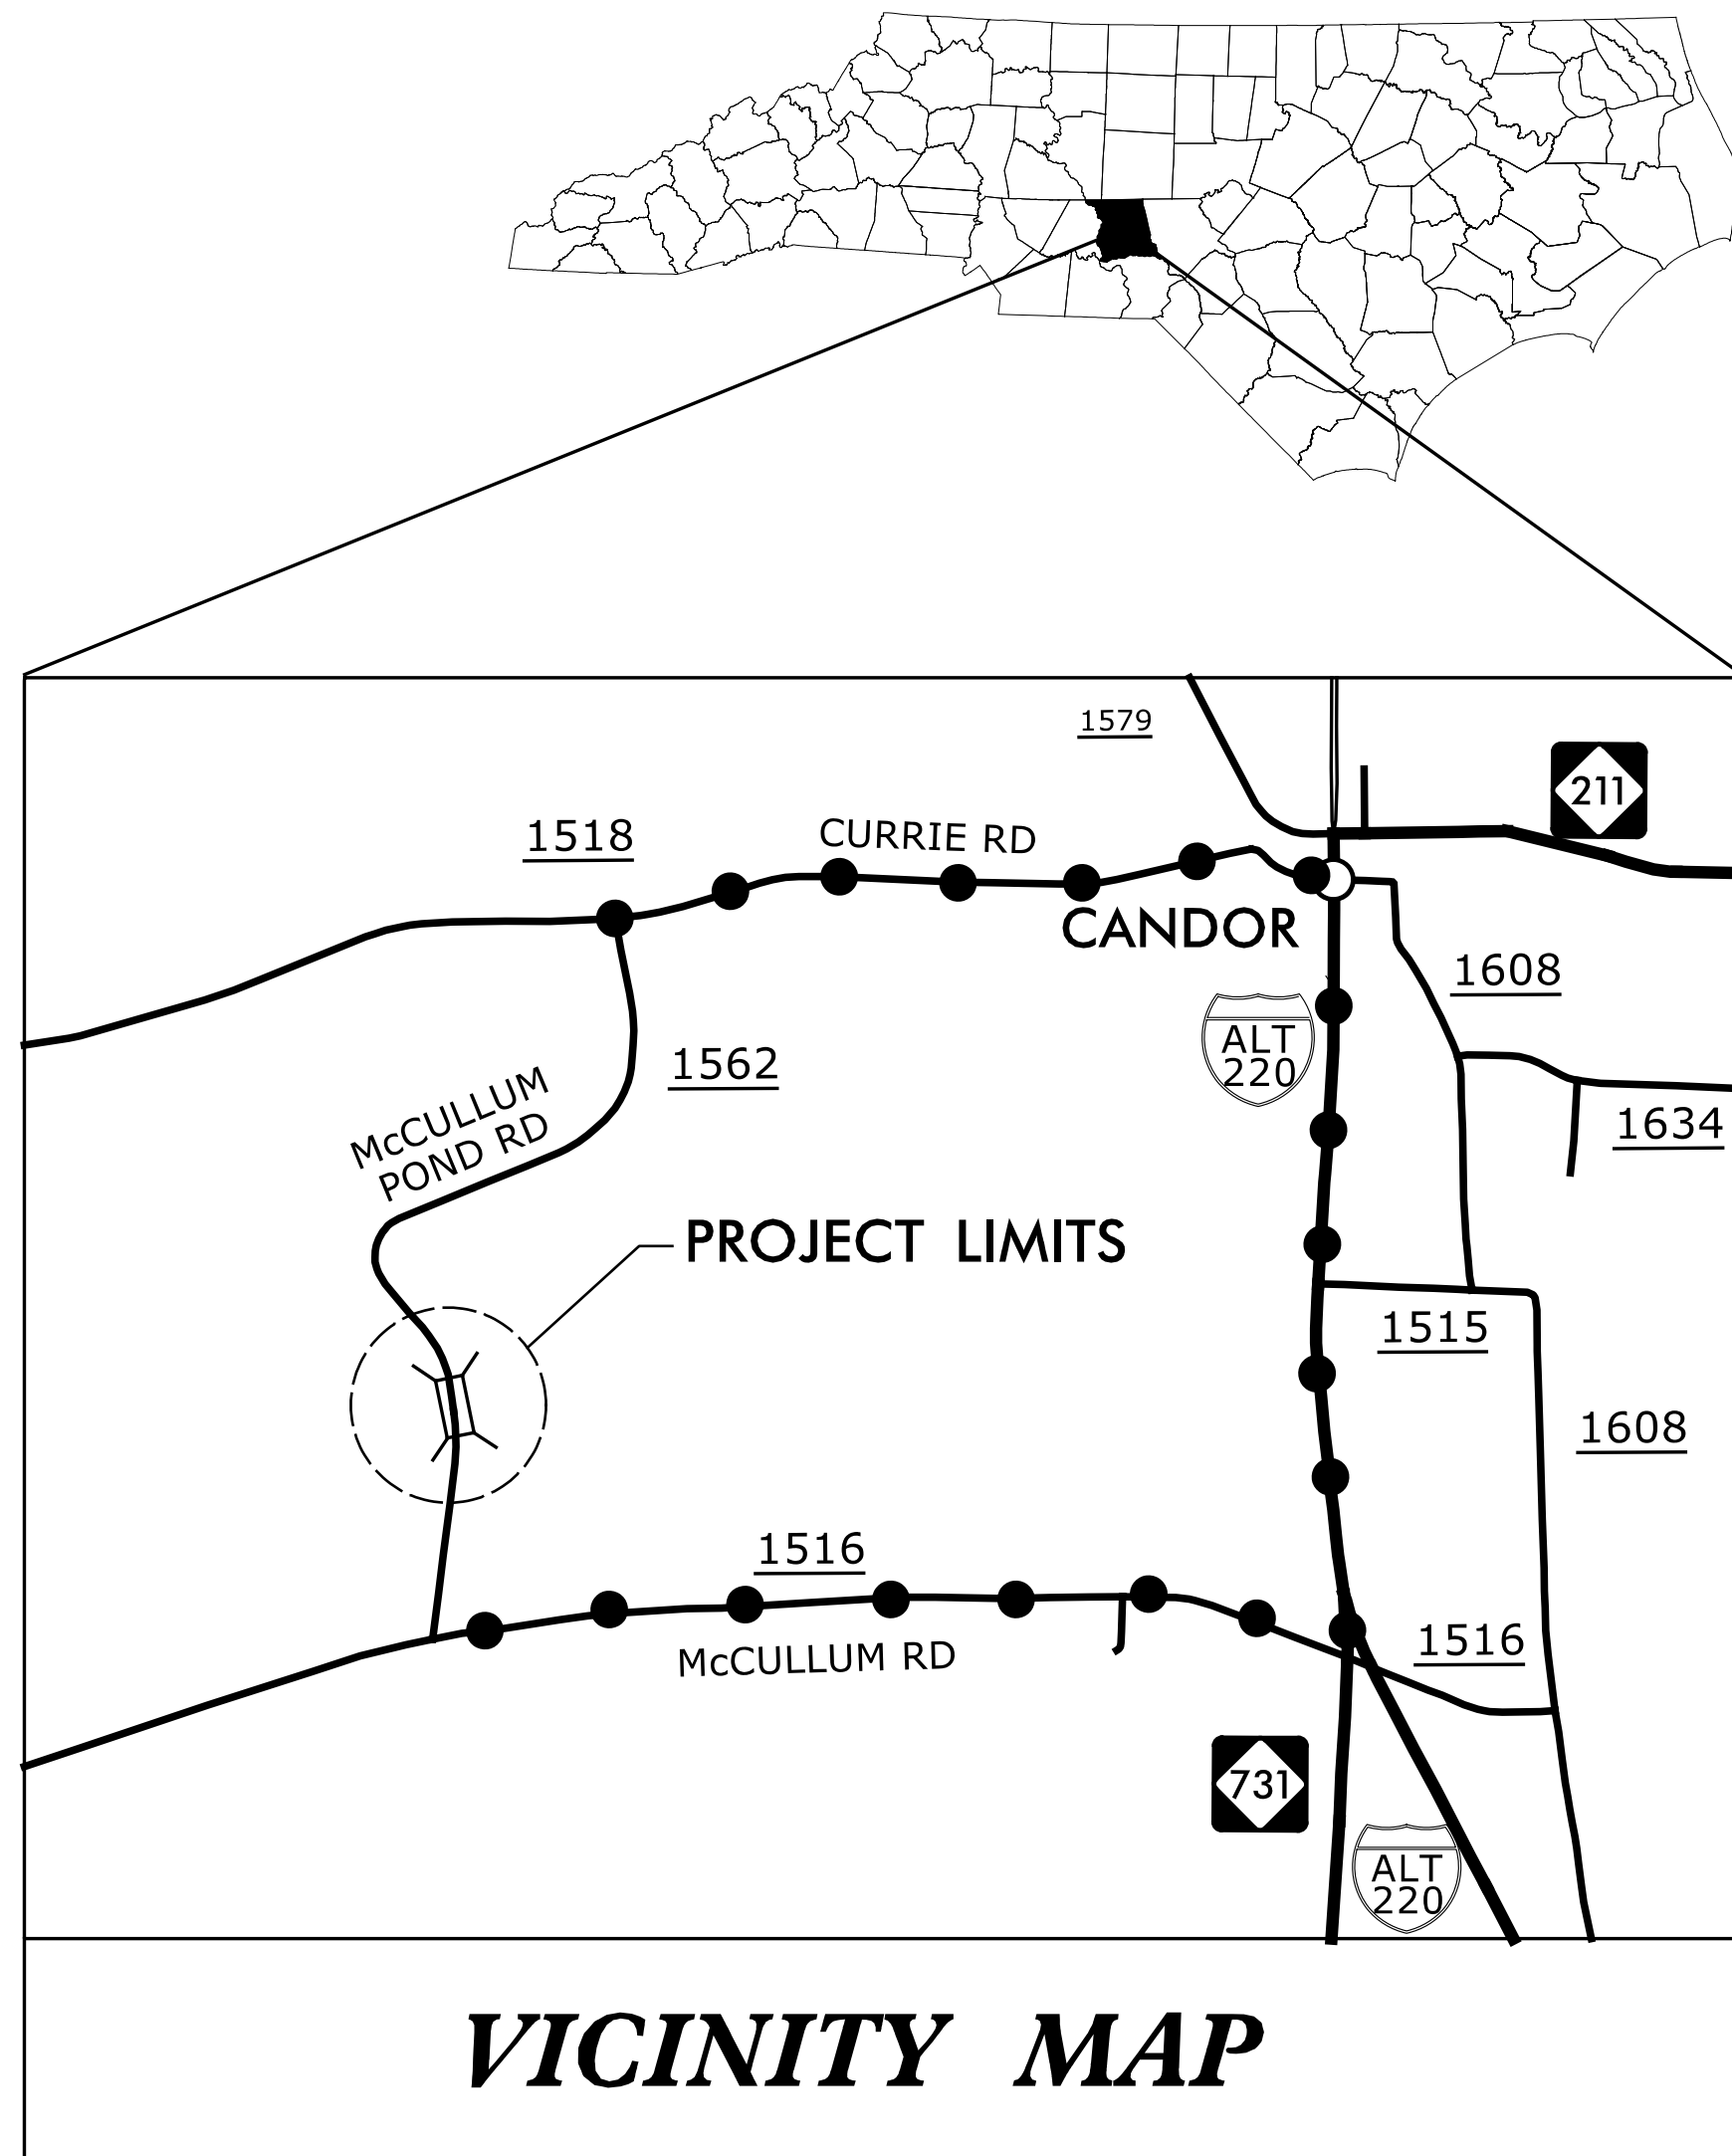 1579
211
1518
CURRIE RD
CANDOR
1608
ALT
220
1562
McCULLUM
POND RD
1634
PROJECT LIMITS
1515
1608
1516
McCULLUM RD
1516
731
ALT
220
VICINITY MAP